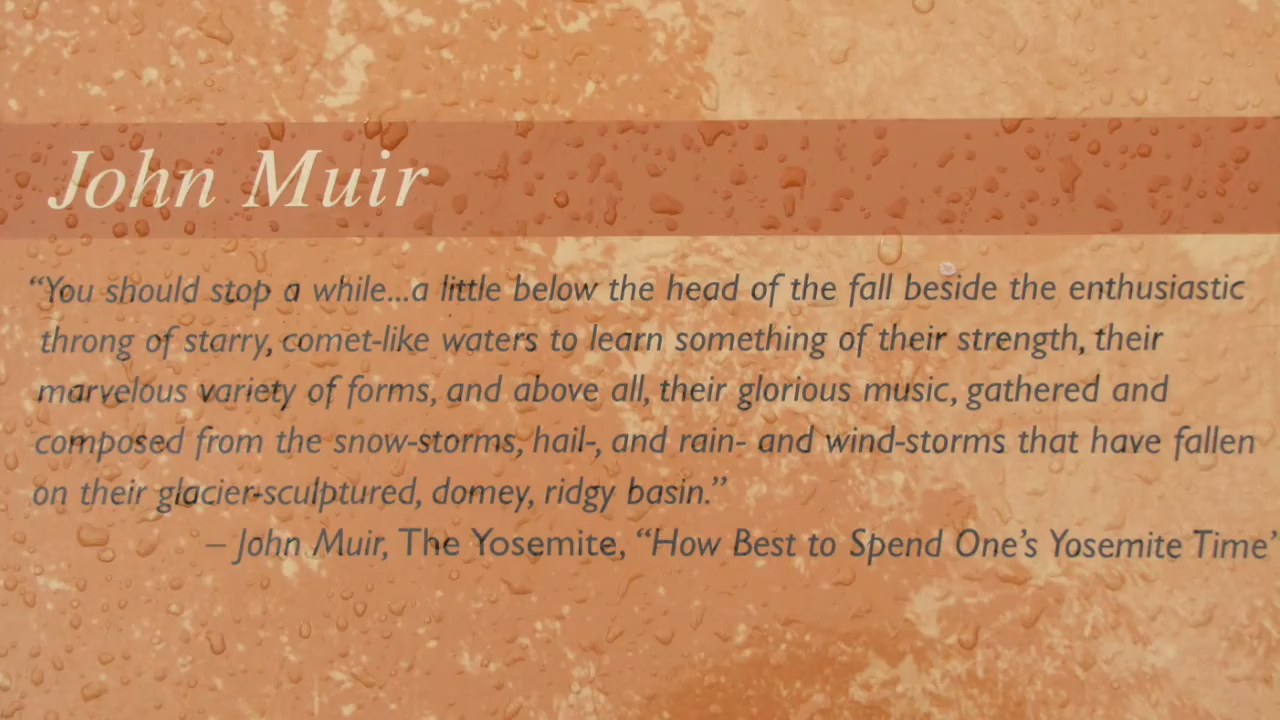 John Muir
“You should stop a while...a little below the head of the fall beside the enthusiastic
throng of starry, comet-like waters to learn something of their strength, their
marvelous variety of forms, and above all, their glorious music, gathered and
composed from the snow-storms, hail-, and rain- and wind-storms that have fallen
on their glacier-sculptured, domey, ridgy basin.”
– John Muir, The Yosemite, “How Best to Spend One’s Yosemite Time’